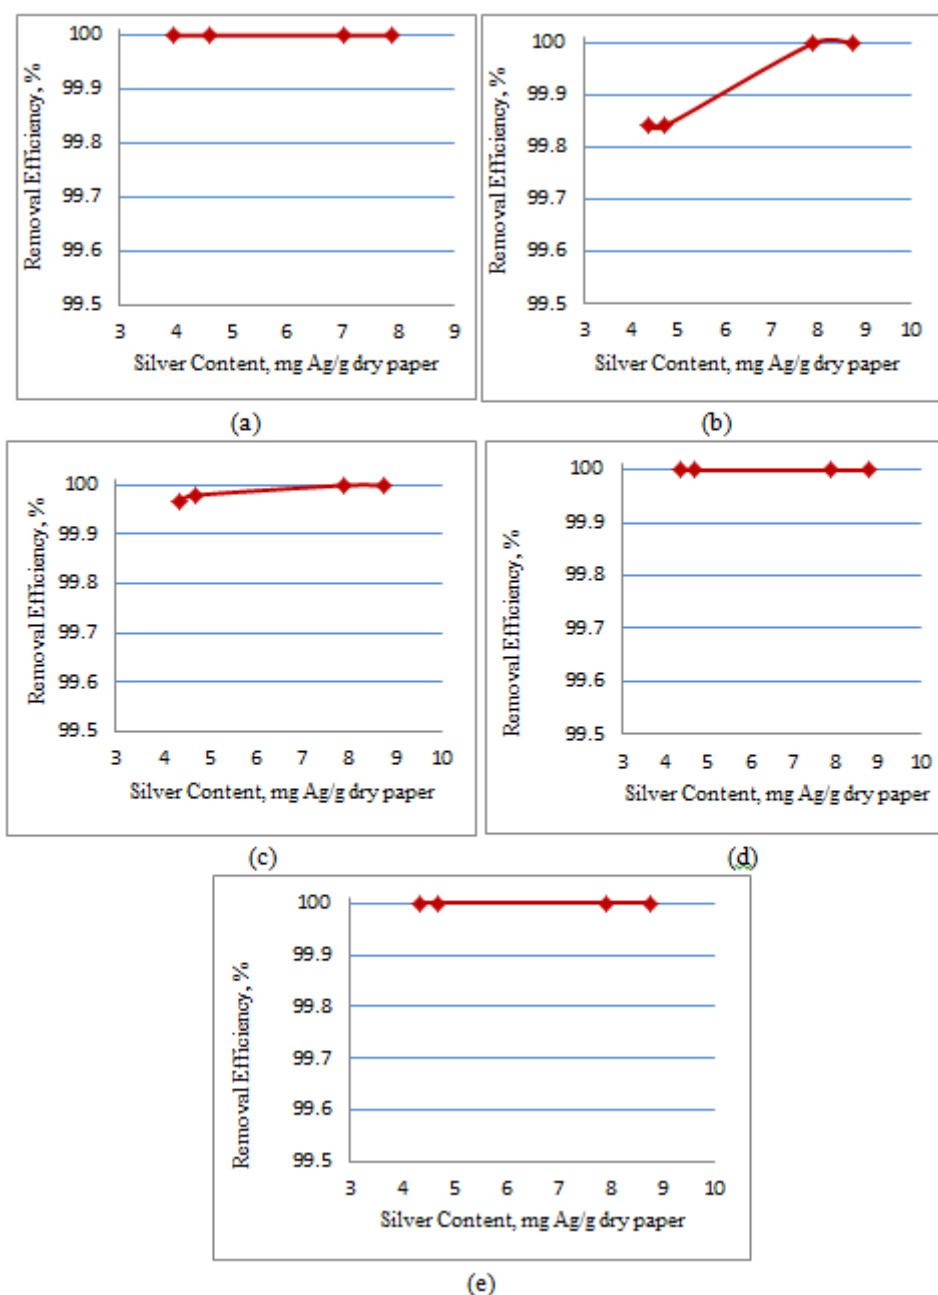 Removal Efficiency, %
100
99.9
99.8
99.7
99.6
99.5
3 4 5 6 7 8 9
Silver Content, mg Ag/g dry paper
(a)
Removal Efficiency, %
100
99.9
99.8
99.7
99.6
99.5
3 4 5 6 7 8 9 10
Silver Content, mg Ag/g dry paper
(b)
Removal Efficiency, %
100
99.9
99.8
99.7
99.6
99.5
3 4 5 6 7 8 9 10
Silver Content, mg Ag/g dry paper
(c)
Removal Efficiency, %
100
99.9
99.8
99.7
99.6
99.5
3 4 5 6 7 8 9 10
Silver Content, mg Ag/g dry paper
(d)
Removal Efficiency, %
100
99.9
99.8
99.7
99.6
99.5
3 4 5 6 7 8 9 10
Silver Content, mg Ag/g dry paper
(e)